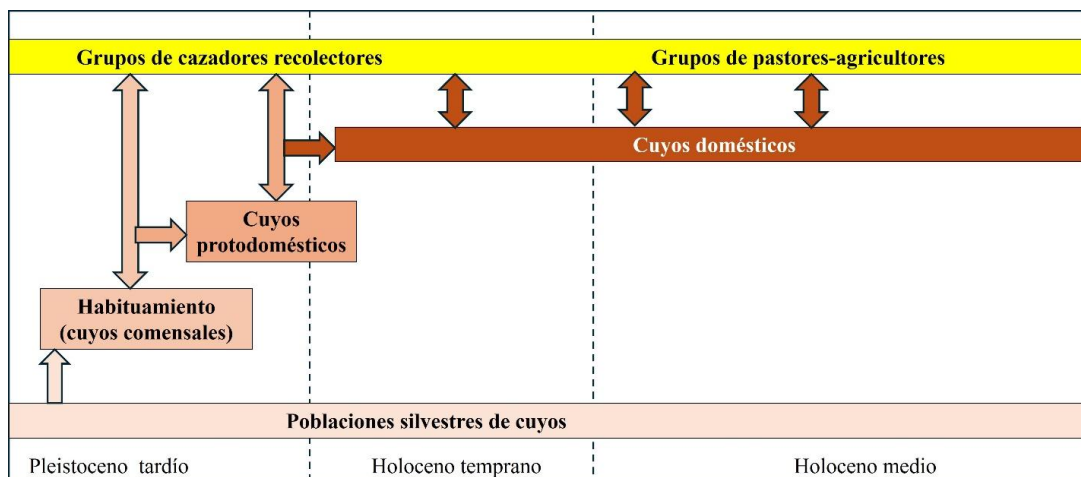 Grupos de cazadores recolectores
Grupos de pastores-agricultores
Cuyos domésticos
Cuyos
protodomésticos
Habituamiento
(cuyos comensales)
Poblaciones silvestres de cuyos
Pleistoceno tardío
Holoceno temprano
Holoceno medio